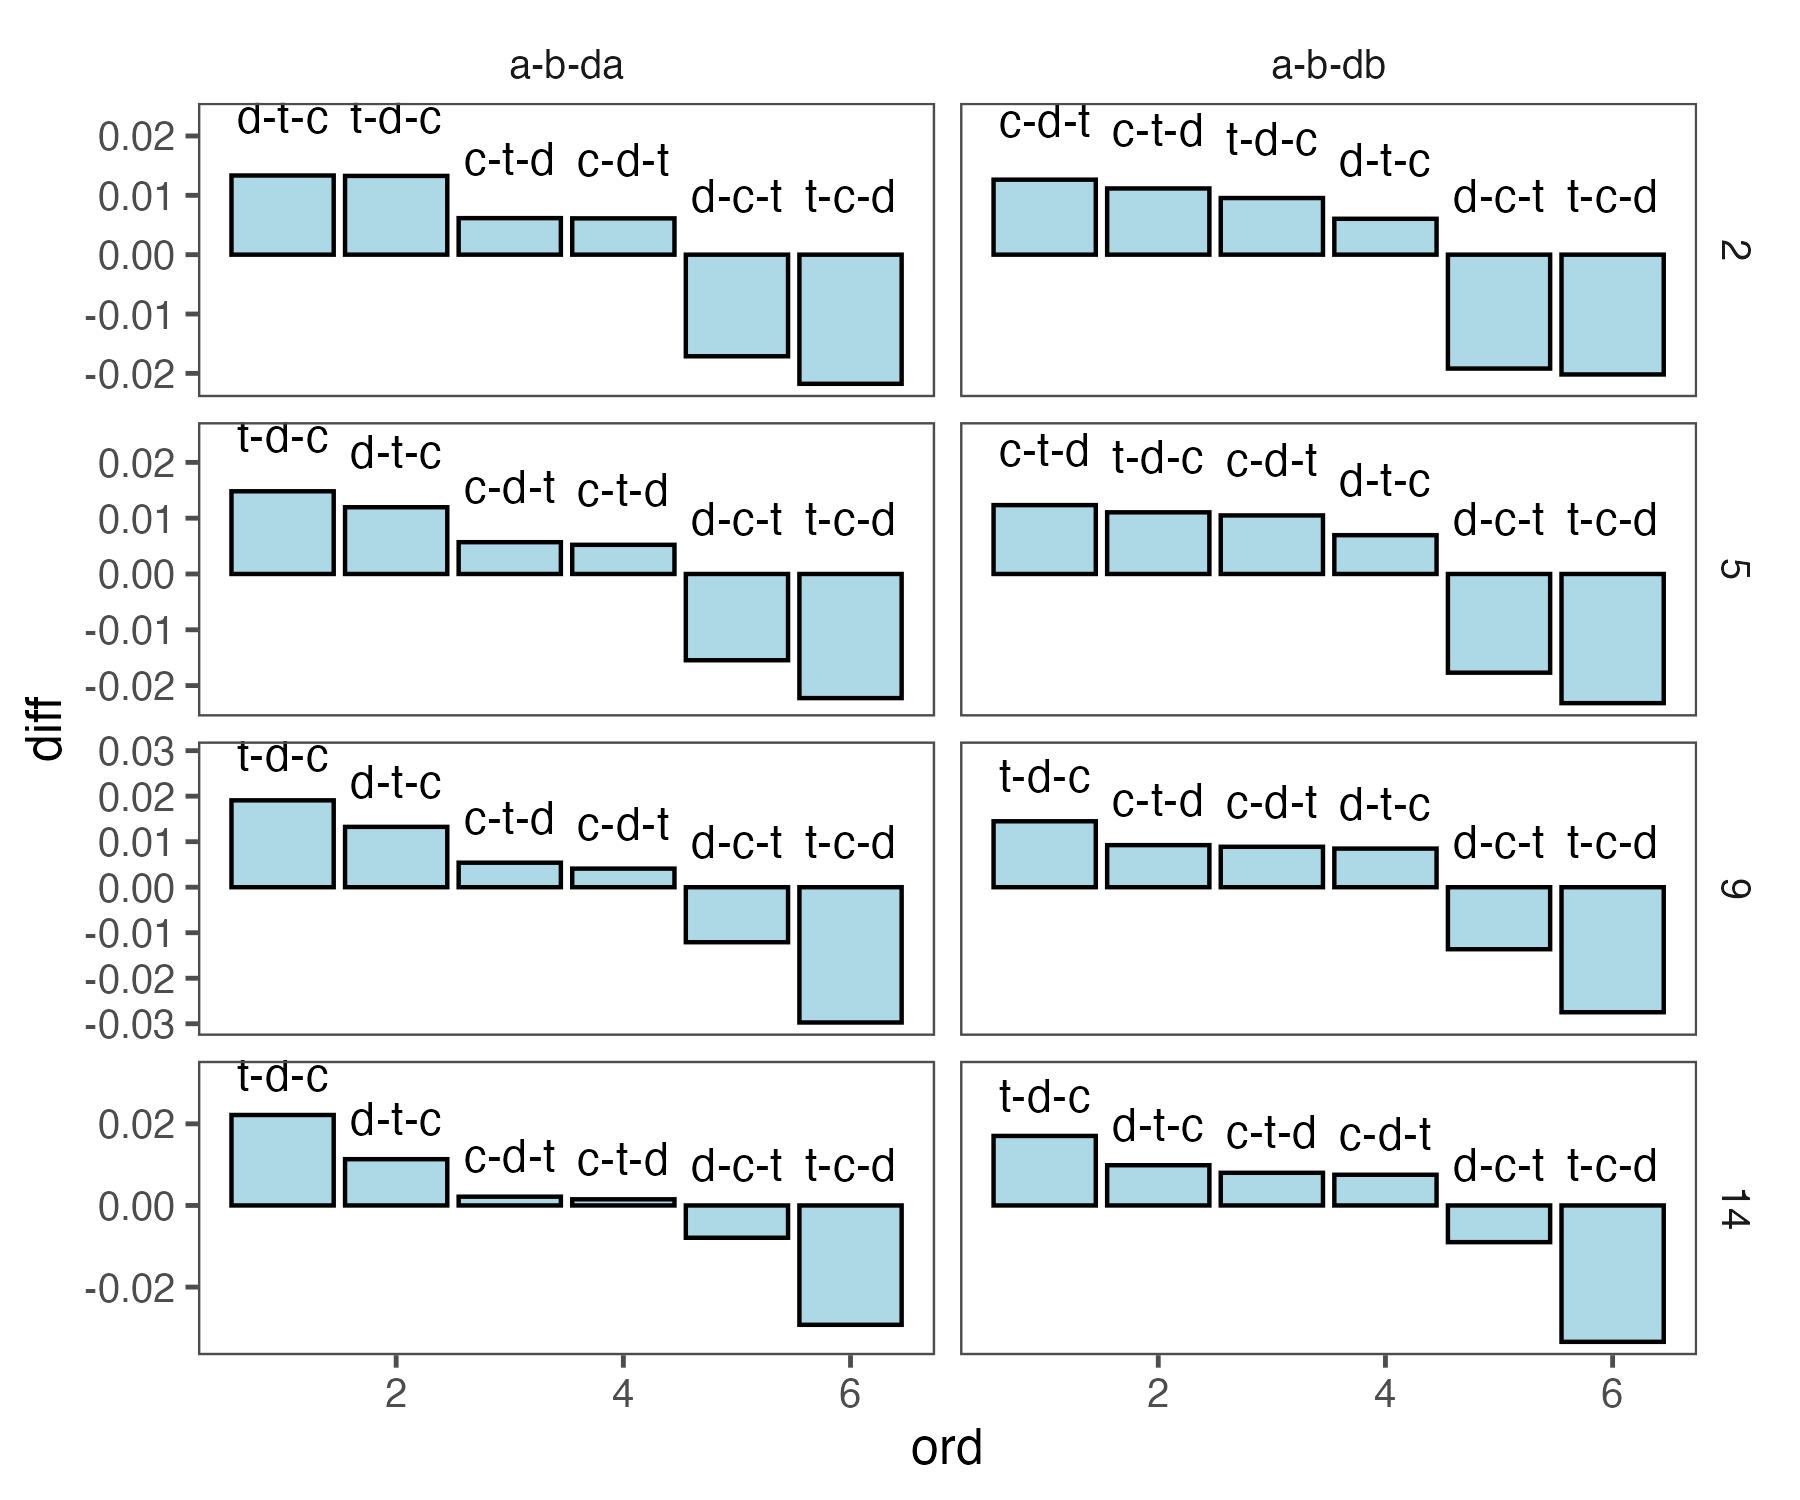 a-b-da a-b-db
d-t-c t-d-c c-t-d c-d-t d-c-t t-c-d
c-d-t c-t-d t-d-c d-t-c d-c-t t-c-d
0.02
0.01
0.00
-0.01
-0.02
2
t-d-c d-t-c c-d-t c-t-d d-c-t t-c-d
c-t-d t-d-c c-d-t d-t-c d-c-t t-c-d
0.02
0.01
0.00
-0.01
-0.02
5
diff
t-d-c d-t-c c-t-d c-d-t d-c-t t-c-d
t-d-c c-t-d c-d-t d-t-c d-c-t t-c-d
0.03
0.02
0.01
0.00
-0.01
-0.02
-0.03
9
t-d-c d-t-c c-d-t c-t-d d-c-t t-c-d
t-d-c d-t-c c-t-d c-d-t d-c-t t-c-d
0.02
0.00
-0.02
14
2 4 6 2 4 6
ord